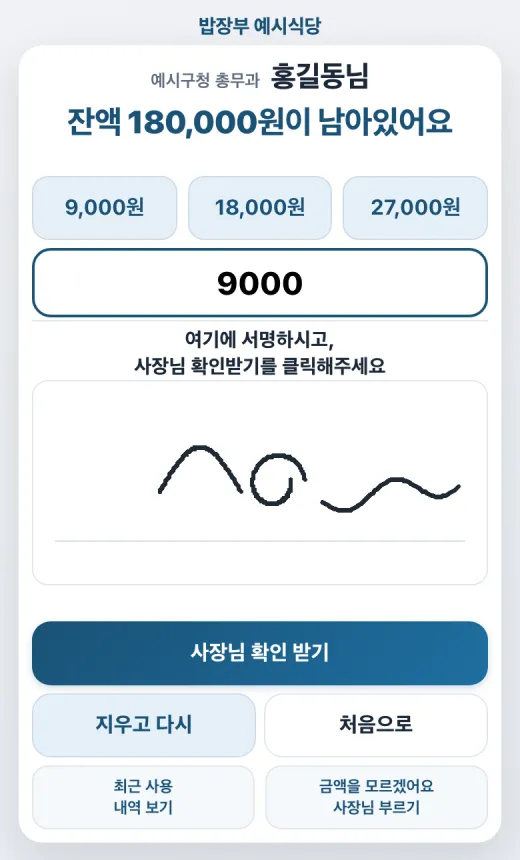 밥장부 예시식당
예시구청 총무과 홍길동님
잔액 180,000원이 남아있어요
9,000원 18,000원 27,000원
9000
여기에 서명하시고,
사장님 확인받기를 클릭해주세요
사장님 확인 받기
지우고 다시 처음으로
최근 사용
내역 보기
금액을 모르겠어요
사장님 부르기